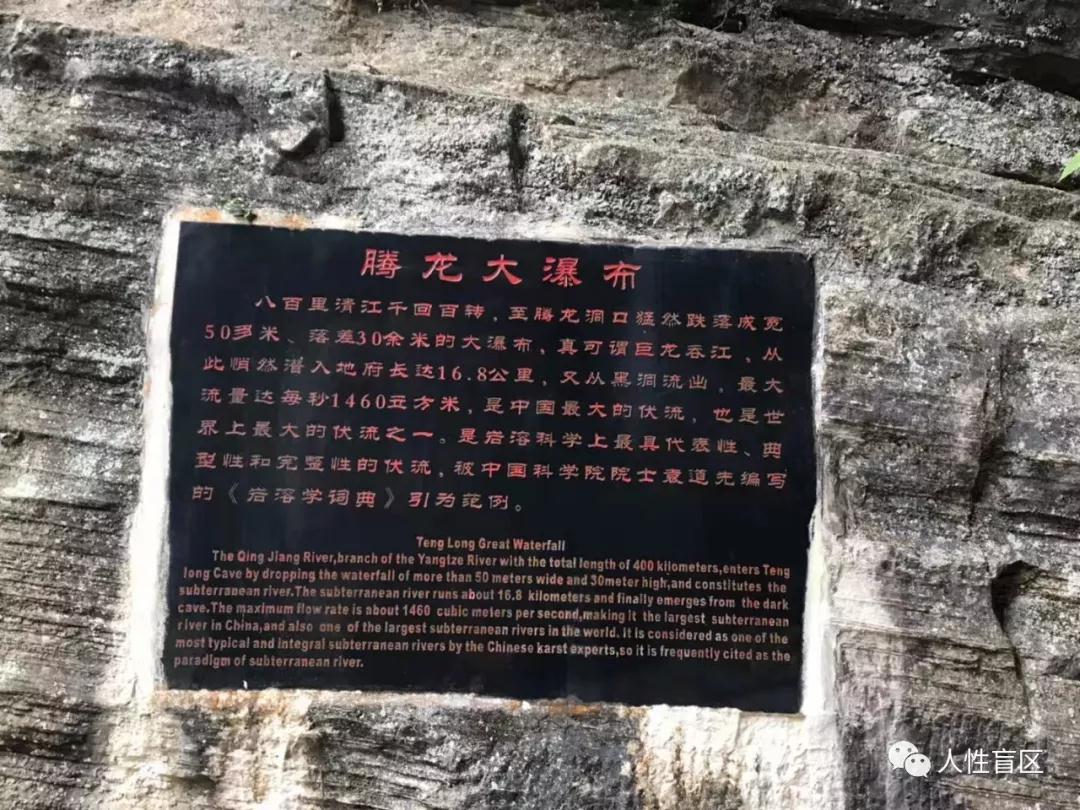 腾龙大瀑布
八百里清江千回百转，至腾龙洞口猛然跌落成宽
50多米、落差30余米的大瀑布，真可谓巨龙吞江，从
此悄然潜入地府长达16.8公里，又从黑洞流出，最大
流量达每秒1460立方米，是中国最大的伏流，也是世
界上最大的伏流之一。是岩溶科学上最具代表性、典
型性和完整性的伏流，被中国科学院院士袁道先编写
的《岩溶学词典》引为范例。
Teng Long Great Waterfall
The Qing Jiang River,branch of the Yangtze River with the total length of 400 kilometers,enters Teng
long Cave by dropping the waterfall of more than 50 meters wide and 30meter high,and constitutes the
subterranean river.The subterranean river runs about 16.8 kilometers and finally emerges from the dark
cave.The maximum flow rate is about 1460 cubic meters per second,making it the largest subterranean
river in China,and also one of the largest subterranean rivers in the world. it is considered as one of the
most typical and integral subterranean rivers by the Chinese karst experts,so it is frequently cited as the
paradigm of subterranean river.
人性盲区